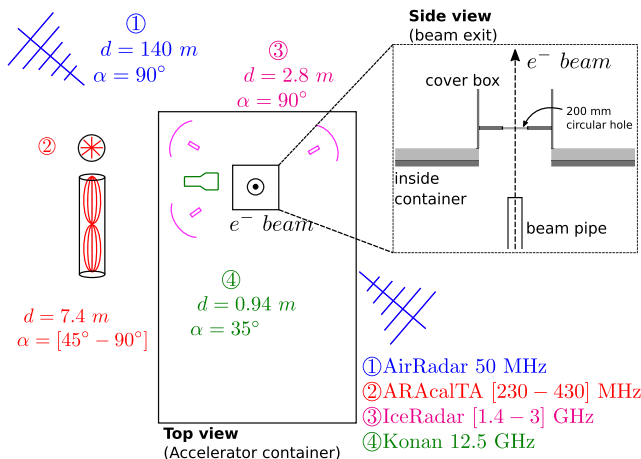 ①
d = 140 m
α = 90°
③
d = 2.8 m
α = 90°
Side view
(beam exit)
e⁻ beam
cover box
200 mm
circular hole
inside
container
beam pipe
②
e⁻ beam
④
d = 0.94 m
α = 35°
d = 7.4 m
α = [45° − 90°]
①AirRadar 50 MHz
②ARAcalTA [230 − 430] MHz
③IceRadar [1.4 − 3] GHz
④Konan 12.5 GHz
Top view
(Accelerator container)